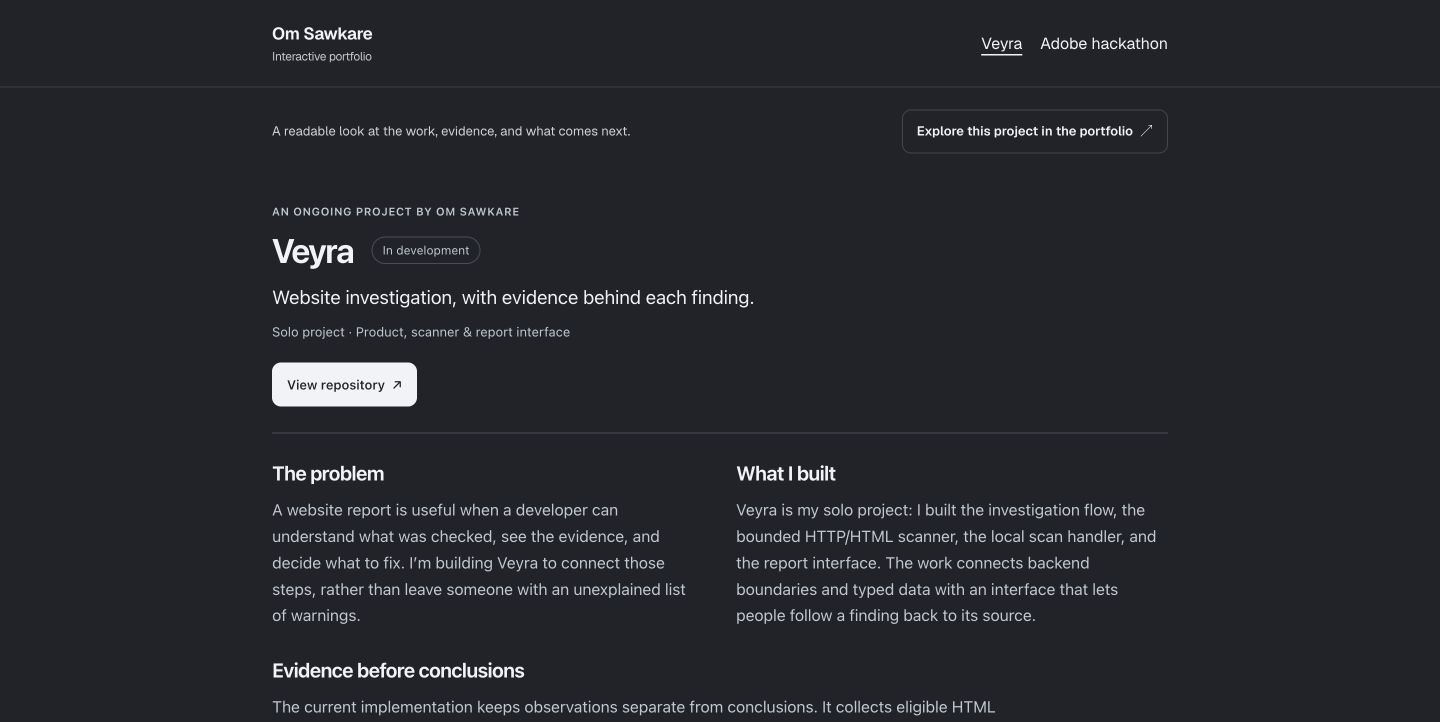 Om Sawkare
Interactive portfolio
Veyra
Adobe hackathon
A readable look at the work, evidence, and what comes next.
Explore this project in the portfolio ↗
AN ONGOING PROJECT BY OM SAWKARE
Veyra
In development
Website investigation, with evidence behind each finding.
Solo project · Product, scanner & report interface
View repository ↗
The problem
A website report is useful when a developer can
understand what was checked, see the evidence, and
decide what to fix. I’m building Veyra to connect those
steps, rather than leave someone with an unexplained list
of warnings.
What I built
Veyra is my solo project: I built the investigation flow, the
bounded HTTP/HTML scanner, the local scan handler, and
the report interface. The work connects backend
boundaries and typed data with an interface that lets
people follow a finding back to its source.
Evidence before conclusions
The current implementation keeps observations separate from conclusions. It collects eligible HTML